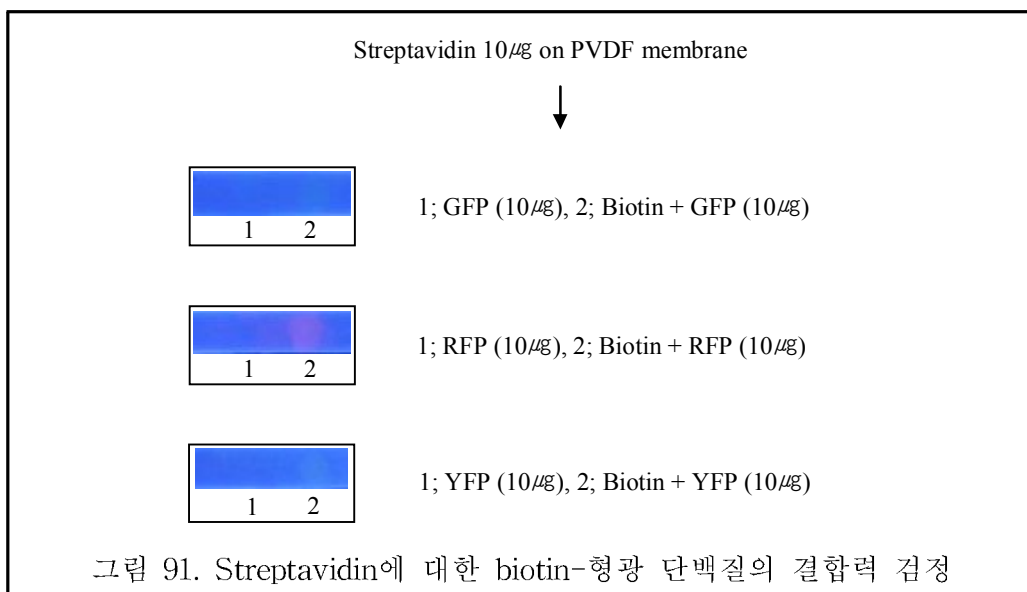 Streptavidin 10㎍ on PVDF membrane
1 2
1; GFP (10㎍), 2; Biotin + GFP (10㎍)
1 2
1; RFP (10㎍), 2; Biotin + RFP (10㎍)
1 2
1; YFP (10㎍), 2; Biotin + YFP (10㎍)
그림 91. Streptavidin에 대한 biotin-형광 단백질의 결합력 검정